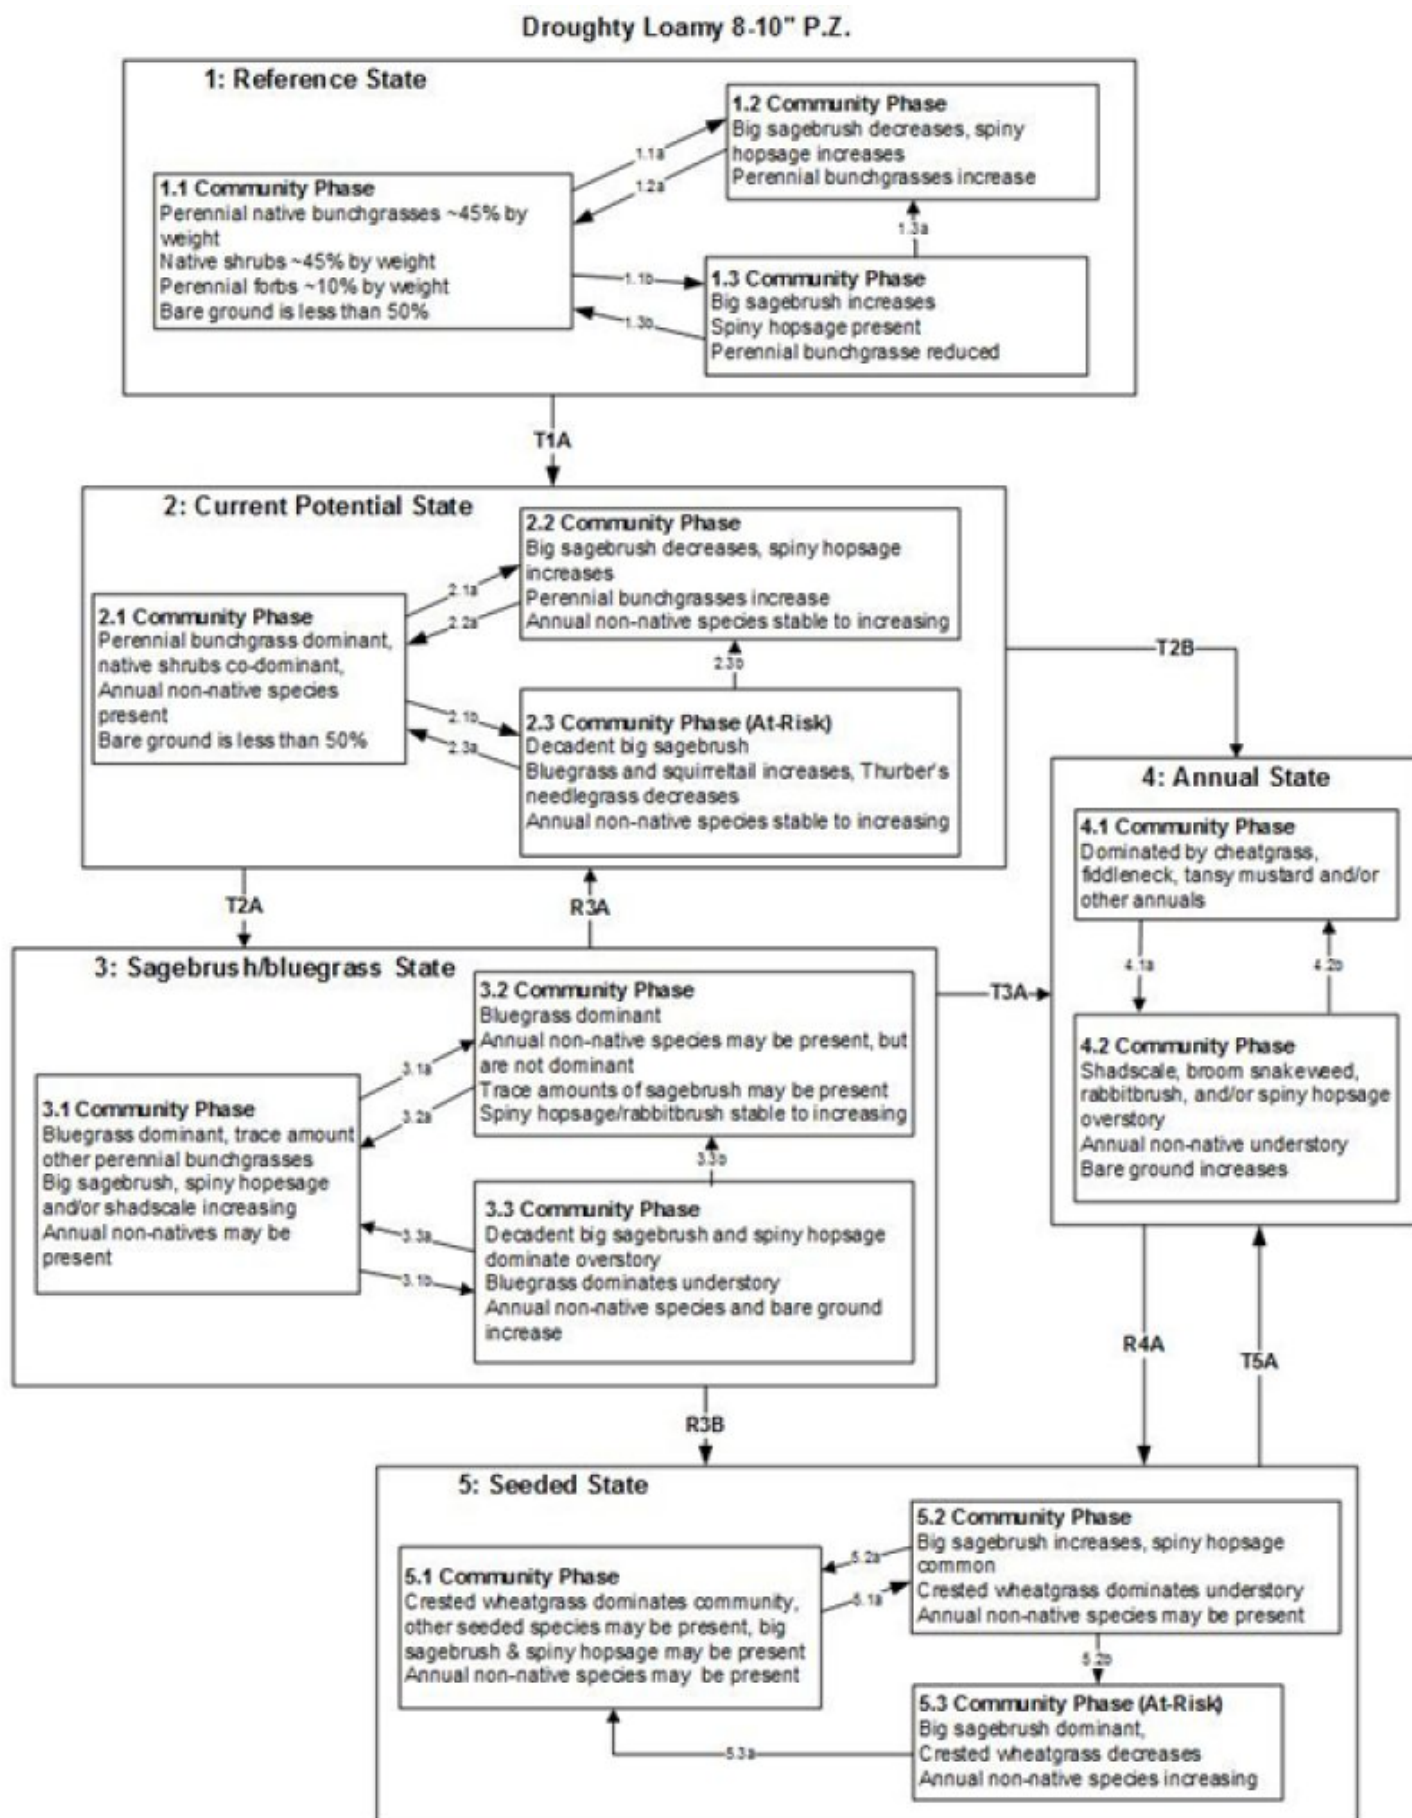 Droughty Loamy 8-10" P.Z.
1: Reference State
1.2 Community Phase
Big sagebrush decreases, spiny
hopsage increases
Perennial bunchgrasses increase
1.1a
1.2a
1.1 Community Phase
Perennial native bunchgrasses ~45% by
weight
Native shrubs ~45% by weight
Perennial forbs ~10% by weight
Bare ground is less than 50%
1.3a
1.1b
1.3b
1.3 Community Phase
Big sagebrush increases
Spiny hopsage present
Perennial bunchgrasse reduced
T1A
2: Current Potential State
2.2 Community Phase
Big sagebrush decreases, spiny hopsage
increases
Perennial bunchgrasses increase
Annual non-native species stable to increasing
2.1a
2.2a
2.1 Community Phase
Perennial bunchgrass dominant,
native shrubs co-dominant,
Annual non-native species
present
Bare ground is less than 50%
2.3b
2.1b
2.3a
2.3 Community Phase (At-Risk)
Decadent big sagebrush
Bluegrass and squirreltail increases, Thurber's
needlegrass decreases
Annual non-native species stable to increasing
T2B
T2A
R3A
4: Annual State
4.1 Community Phase
Dominated by cheatgrass,
fiddleneck, tansy mustard and/or
other annuals
4.1a
4.2b
4.2 Community Phase
Shadscale, broom snakeweed,
rabbitbrush, and/or spiny hopsage
overstory
Annual non-native understory
Bare ground increases
3: Sagebrush/bluegrass State
T3A
3.2 Community Phase
Bluegrass dominant
Annual non-native species may be present, but
are not dominant
Trace amounts of sagebrush may be present
Spiny hopsage/rabbitbrush stable to increasing
3.1a
3.2a
3.1 Community Phase
Bluegrass dominant, trace amount
other perennial bunchgrasses
Big sagebrush, spiny hopesage
and/or shadscale increasing
Annual non-natives may be
present
3.3b
3.3a
3.1b
3.3 Community Phase
Decadent big sagebrush and spiny hopsage
dominate overstory
Bluegrass dominates understory
Annual non-native species and bare ground
increase
R4A
T5A
R3B
5: Seeded State
5.2 Community Phase
Big sagebrush increases, spiny hopsage
common
Crested wheatgrass dominates understory
Annual non-native species may be present
5.2a
5.1a
5.1 Community Phase
Crested wheatgrass dominates community,
other seeded species may be present, big
sagebrush & spiny hopsage may be present
Annual non-native species may be present
5.2b
5.3 Community Phase (At-Risk)
Big sagebrush dominant,
Crested wheatgrass decreases
Annual non-native species increasing
5.3a